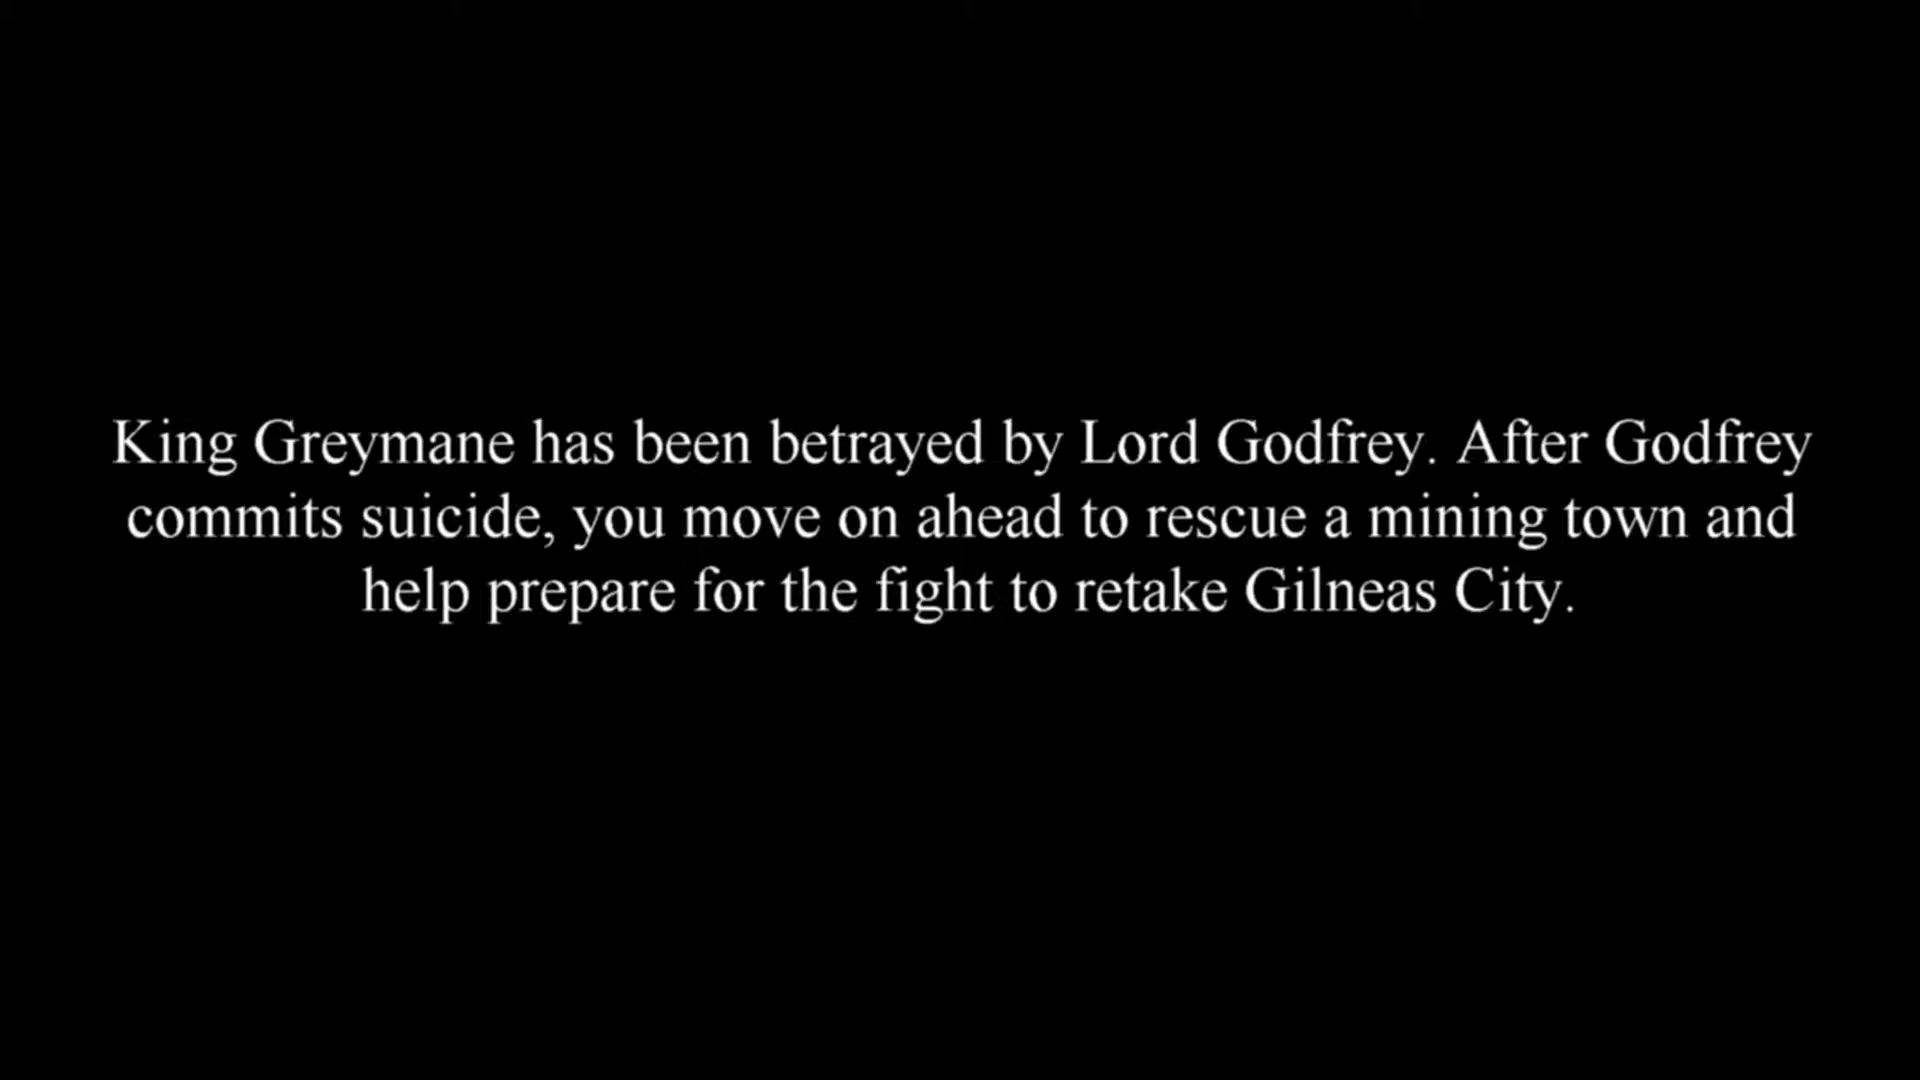 King Greymane has been betrayed by Lord Godfrey. After Godfrey
commits suicide, you move on ahead to rescue a mining town and
help prepare for the fight to retake Gilneas City.